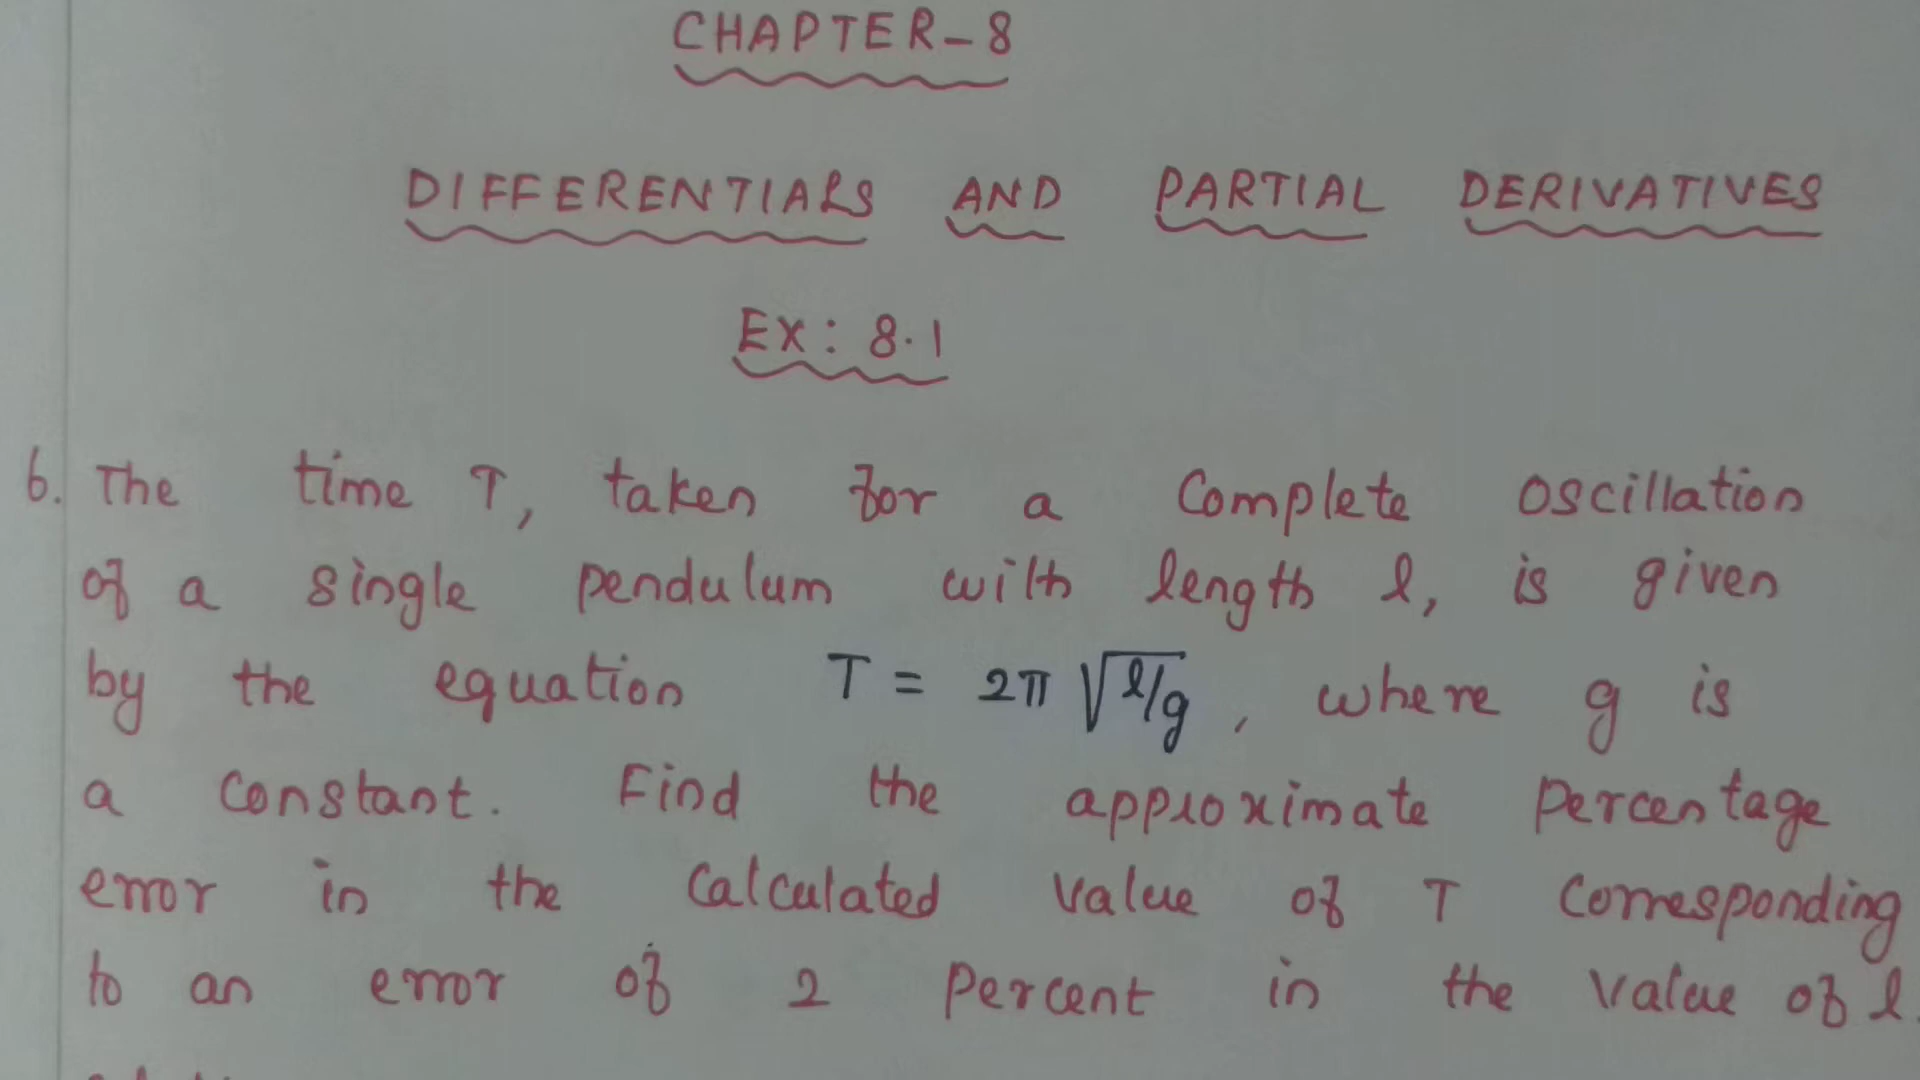 CHAPTER-8
DIFFERENTIALS AND PARTIAL DERIVATIVES
EX: 8.1
6. The time T, taken for a complete oscillation
of a single pendulum with length l, is given
by the equation T = 2π √l/g, where g is
a constant. Find the approximate percentage
error in the calculated value of T corresponding
to an error of 2 percent in the value of l.